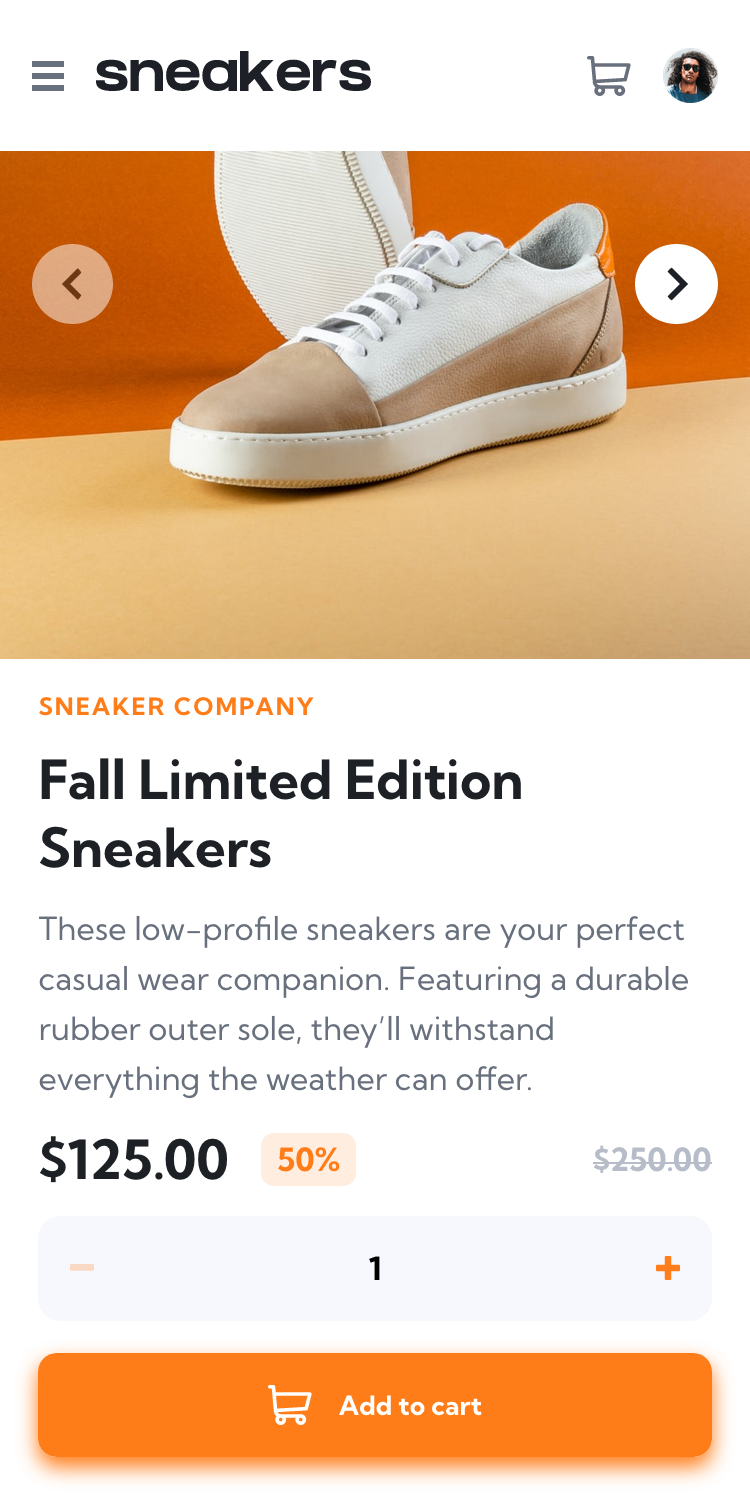 sneakers
SNEAKER COMPANY
Fall Limited Edition
Sneakers
These low-profile sneakers are your perfect
casual wear companion. Featuring a durable
rubber outer sole, they’ll withstand
everything the weather can offer.
$125.00 50% $250.00
1
Add to cart